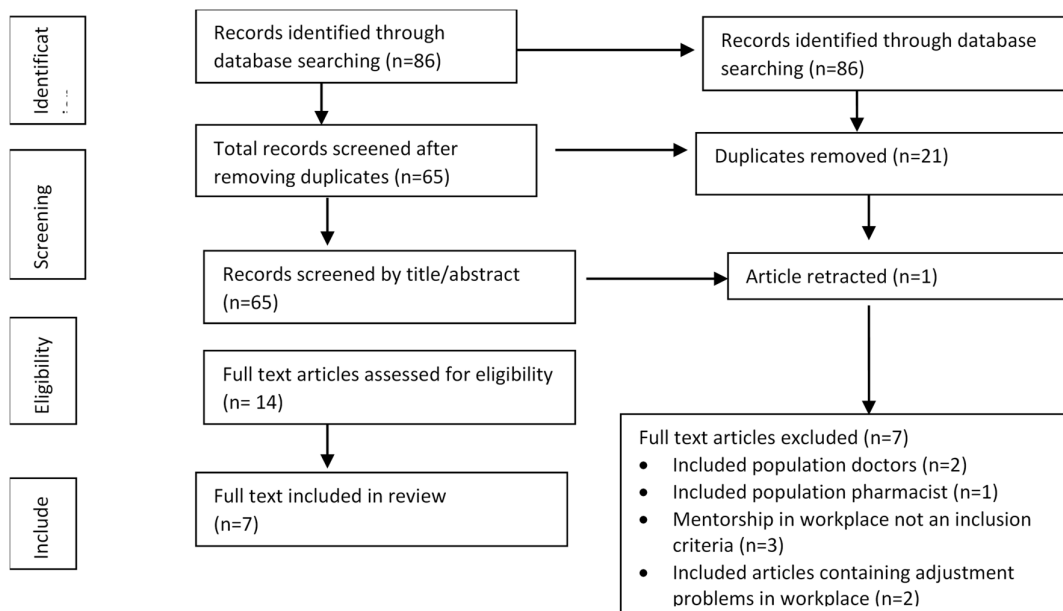 Identificat
Records identified through
database searching (n=86)
Records identified through database
searching (n=86)
Screening
Total records screened after
removing duplicates (n=65)
Duplicates removed (n=21)
Records screened by title/abstract
(n=65)
Article retracted (n=1)
Eligibility
Full text articles assessed for eligibility
(n= 14)
Full text articles excluded (n=7)
• Included population doctors (n=2)
• Included population pharmacist (n=1)
• Mentorship in workplace not an inclusion
criteria (n=3)
• Included articles containing adjustment
problems in workplace (n=2)
Include
Full text included in review
(n=7)